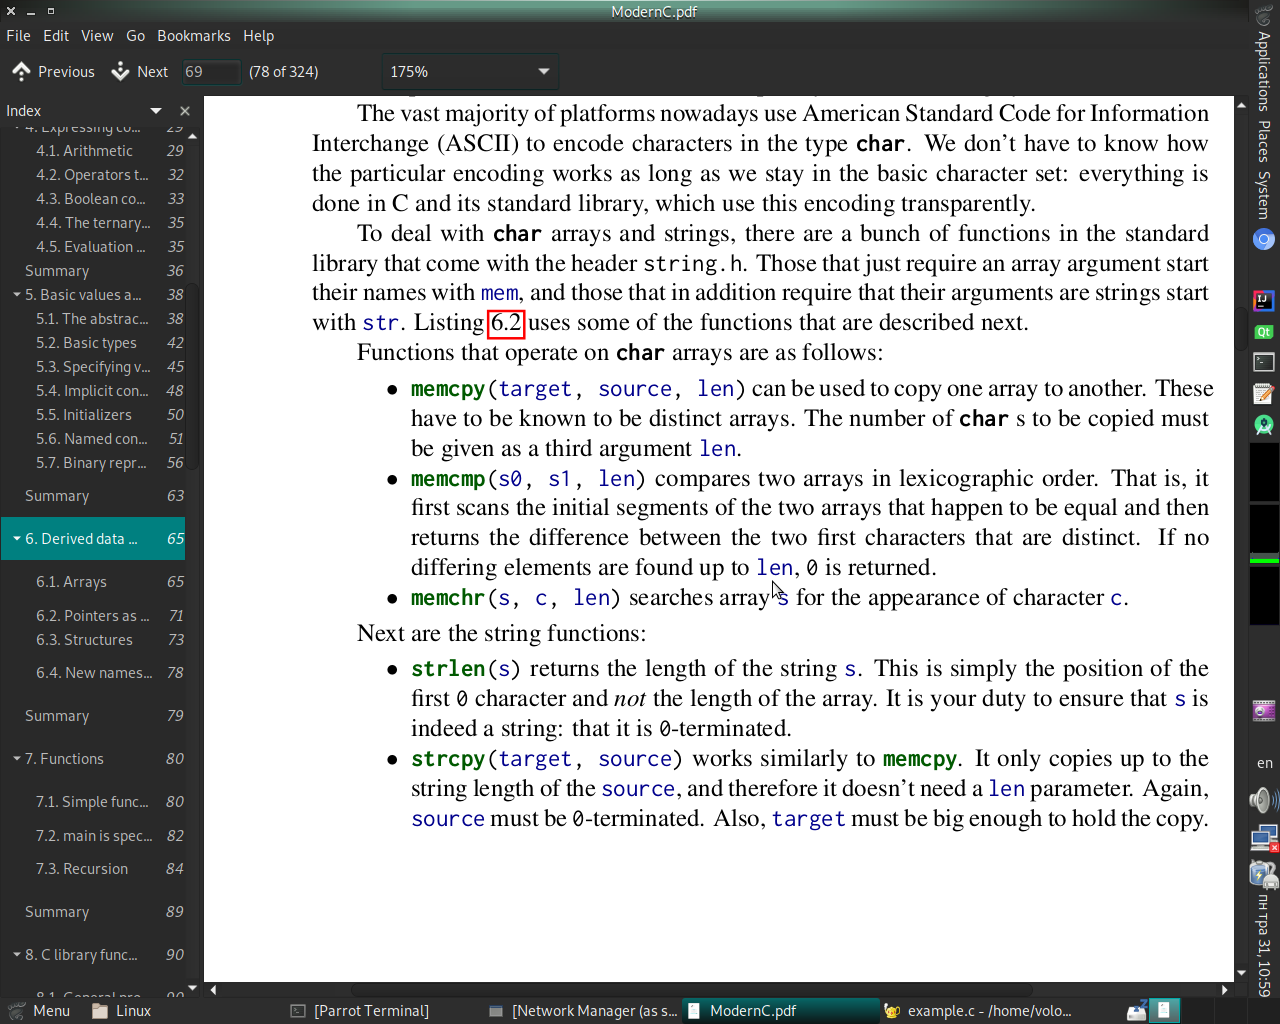 ModernC.pdf
File Edit View Go Bookmarks Help
Previous Next 69 (78 of 324) 175%
Index
4. Expressing co... 29
4.1. Arithmetic 29
4.2. Operators t... 32
4.3. Boolean co... 33
4.4. The ternary... 35
4.5. Evaluation ... 35
Summary 36
5. Basic values a... 38
5.1. The abstrac... 38
5.2. Basic types 42
5.3. Specifying v... 45
5.4. Implicit con... 48
5.5. Initializers 50
5.6. Named con... 51
5.7. Binary repr... 56
Summary 63
6. Derived data ... 65
6.1. Arrays 65
6.2. Pointers as ... 71
6.3. Structures 73
6.4. New names... 78
Summary 79
7. Functions 80
7.1. Simple func... 80
7.2. main is spec... 82
7.3. Recursion 84
Summary 89
8. C library func... 90
8.1. General pro... 90
The vast majority of platforms nowadays use American Standard Code for Information
Interchange (ASCII) to encode characters in the type char. We don't have to know how
the particular encoding works as long as we stay in the basic character set: everything is
done in C and its standard library, which use this encoding transparently.
To deal with char arrays and strings, there are a bunch of functions in the standard
library that come with the header string.h. Those that just require an array argument start
their names with mem, and those that in addition require that their arguments are strings start
with str. Listing 6.2 uses some of the functions that are described next.
Functions that operate on char arrays are as follows:
• memcpy(target, source, len) can be used to copy one array to another. These
have to be known to be distinct arrays. The number of char s to be copied must
be given as a third argument len.
• memcmp(s0, s1, len) compares two arrays in lexicographic order. That is, it
first scans the initial segments of the two arrays that happen to be equal and then
returns the difference between the two first characters that are distinct. If no
differing elements are found up to len, 0 is returned.
• memchr(s, c, len) searches array s for the appearance of character c.
Next are the string functions:
• strlen(s) returns the length of the string s. This is simply the position of the
first 0 character and not the length of the array. It is your duty to ensure that s is
indeed a string: that it is 0-terminated.
• strcpy(target, source) works similarly to memcpy. It only copies up to the
string length of the source, and therefore it doesn't need a len parameter. Again,
source must be 0-terminated. Also, target must be big enough to hold the copy.
Applications Places System
IJ
Qt
en
пн тра 31, 10:59
Menu Linux [Parrot Terminal] [Network Manager (as s... ModernC.pdf example.c - /home/volo...